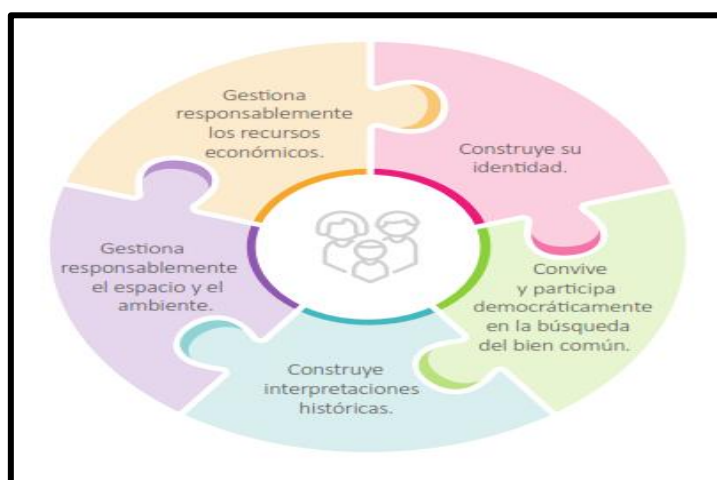 Gestiona
responsablemente
los recursos
económicos.
Construye su
identidad.
Gestiona
responsablemente
el espacio y el
ambiente.
Convive
y participa
democráticamente
en la búsqueda
del bien común.
Construye
interpretaciones
históricas.